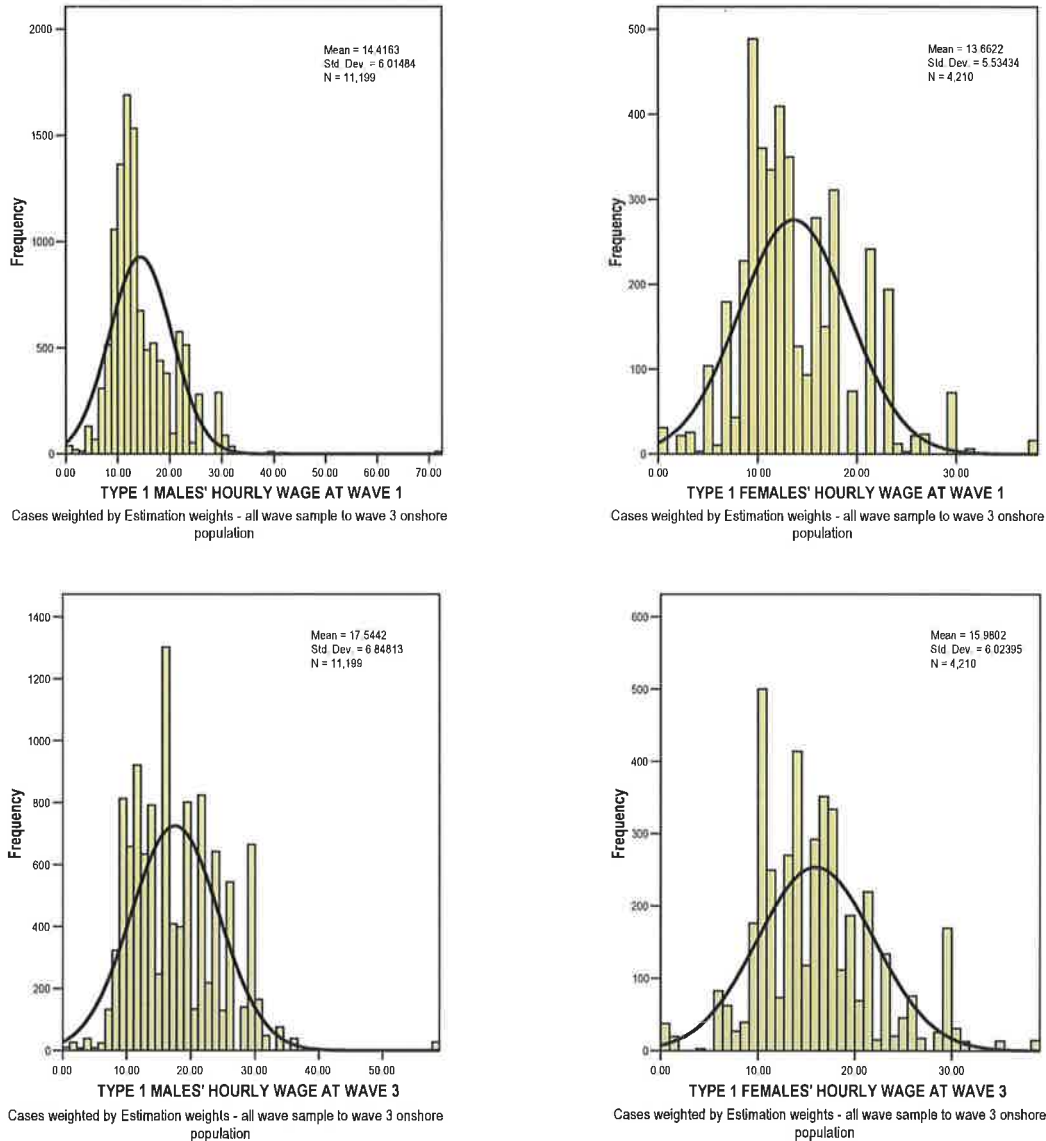 2000
1500
1000
500
0
Frequency
Mean = 14.4163
Std. Dev. = 6.01484
N = 11,199
0.00 10.00 20.00 30.00 40.00 50.00 60.00 70.00
TYPE 1 MALES' HOURLY WAGE AT WAVE 1
Cases weighted by Estimation weights - all wave sample to wave 3 onshore
population
500
400
300
200
100
0
Frequency
Mean = 13.6622
Std. Dev. = 5.53434
N = 4,210
0.00 10.00 20.00 30.00
TYPE 1 FEMALES' HOURLY WAGE AT WAVE 1
Cases weighted by Estimation weights - all wave sample to wave 3 onshore
population
1400
1200
1000
800
600
400
200
0
Frequency
Mean = 17.5442
Std. Dev. = 6.84813
N = 11,199
0.00 10.00 20.00 30.00 40.00 50.00
TYPE 1 MALES' HOURLY WAGE AT WAVE 3
Cases weighted by Estimation weights - all wave sample to wave 3 onshore
population
600
500
400
300
200
100
0
Frequency
Mean = 15.9802
Std. Dev. = 6.02395
N = 4,210
0.00 10.00 20.00 30.00
TYPE 1 FEMALES' HOURLY WAGE AT WAVE 3
Cases weighted by Estimation weights - all wave sample to wave 3 onshore
population